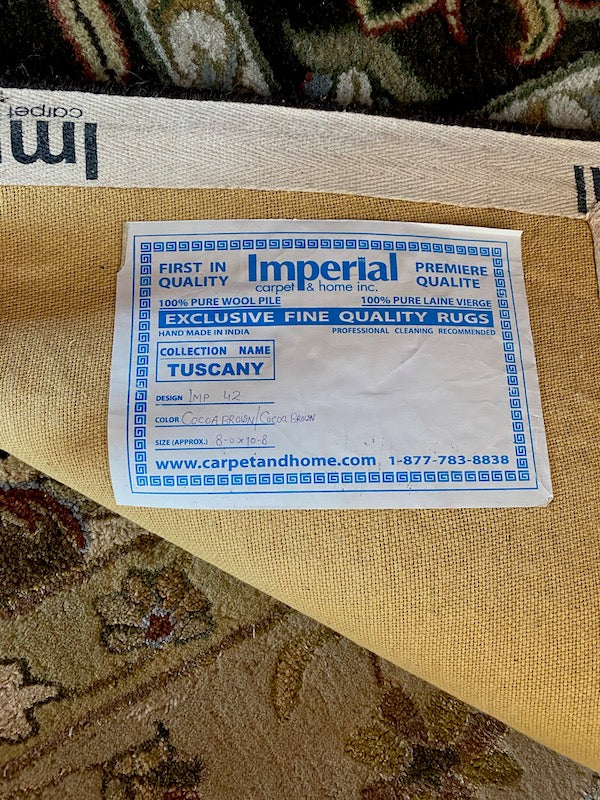 Im
carpet
FIRST IN QUALITY
Imperial
carpet & home inc.
PREMIERE QUALITE
100% PURE WOOL PILE 100% PURE LAINE VIERGE
EXCLUSIVE FINE QUALITY RUGS
HAND MADE IN INDIA PROFESSIONAL CLEANING RECOMMENDED
COLLECTION NAME
TUSCANY
DESIGN IMP 42
COLOR COCOA BROWN/COCOA BROWN
SIZE (APPROX.) 8-0 x 10-8
www.carpetandhome.com 1-877-783-8838